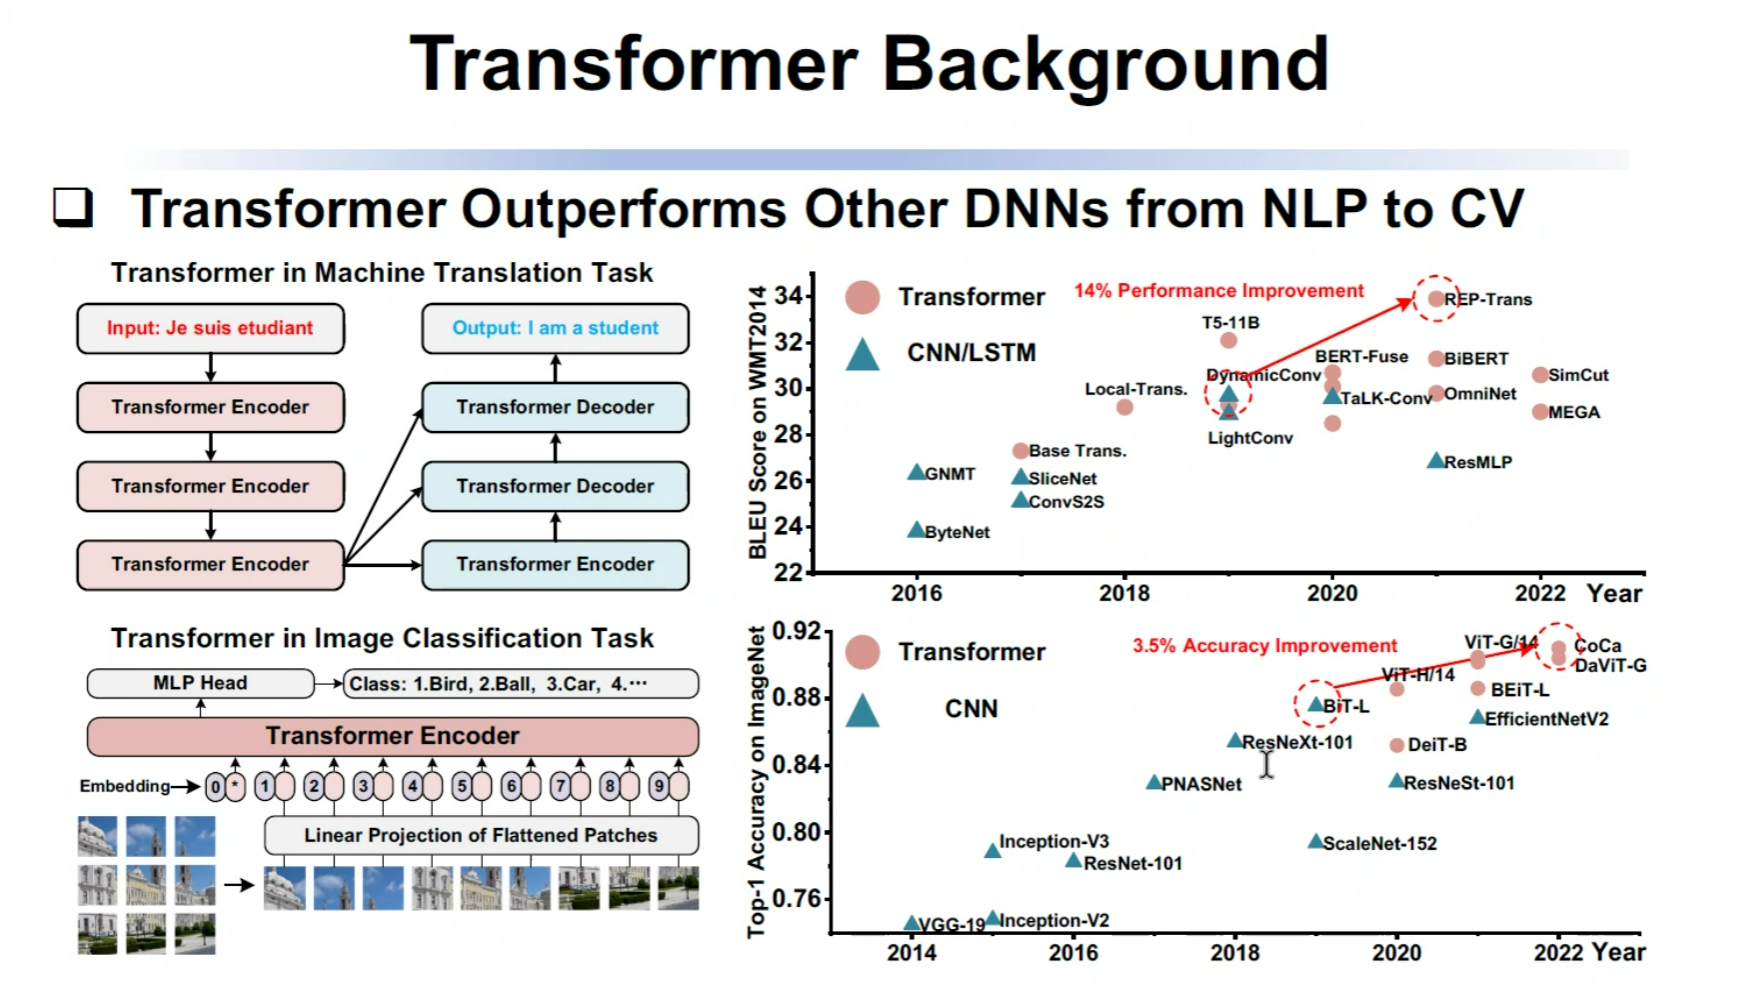 Transformer Background
❑ Transformer Outperforms Other DNNs from NLP to CV
Transformer in Machine Translation Task
Input: Je suis etudiant
Output: I am a student
Transformer Encoder
Transformer Decoder
Transformer Encoder
Transformer Decoder
Transformer Encoder
Transformer Encoder
Transformer in Image Classification Task
MLP Head
Class: 1.Bird, 2.Ball, 3.Car, 4.···
Transformer Encoder
Embedding
0 * 1 2 3 4 5 6 7 8 9
Linear Projection of Flattened Patches
BLEU Score on WMT2014
34
32
30
28
26
24
22
Transformer
CNN/LSTM
14% Performance Improvement
REP-Trans
T5-11B
BERT-Fuse
BiBERT
DynamicConv
SimCut
Local-Trans.
TaLK-Conv
OmniNet
MEGA
LightConv
Base Trans.
ResMLP
GNMT
SliceNet
ConvS2S
ByteNet
2016 2018 2020 2022 Year
Top-1 Accuracy on ImageNet
0.92
0.88
0.84
0.80
0.76
Transformer
CNN
3.5% Accuracy Improvement
ViT-G/14
CoCa
DaViT-G
ViT-H/14
BEiT-L
BiT-L
EfficientNetV2
ResNeXt-101
DeiT-B
PNASNet
ResNeSt-101
Inception-V3
ScaleNet-152
ResNet-101
VGG-19
Inception-V2
2014 2016 2018 2020 2022 Year